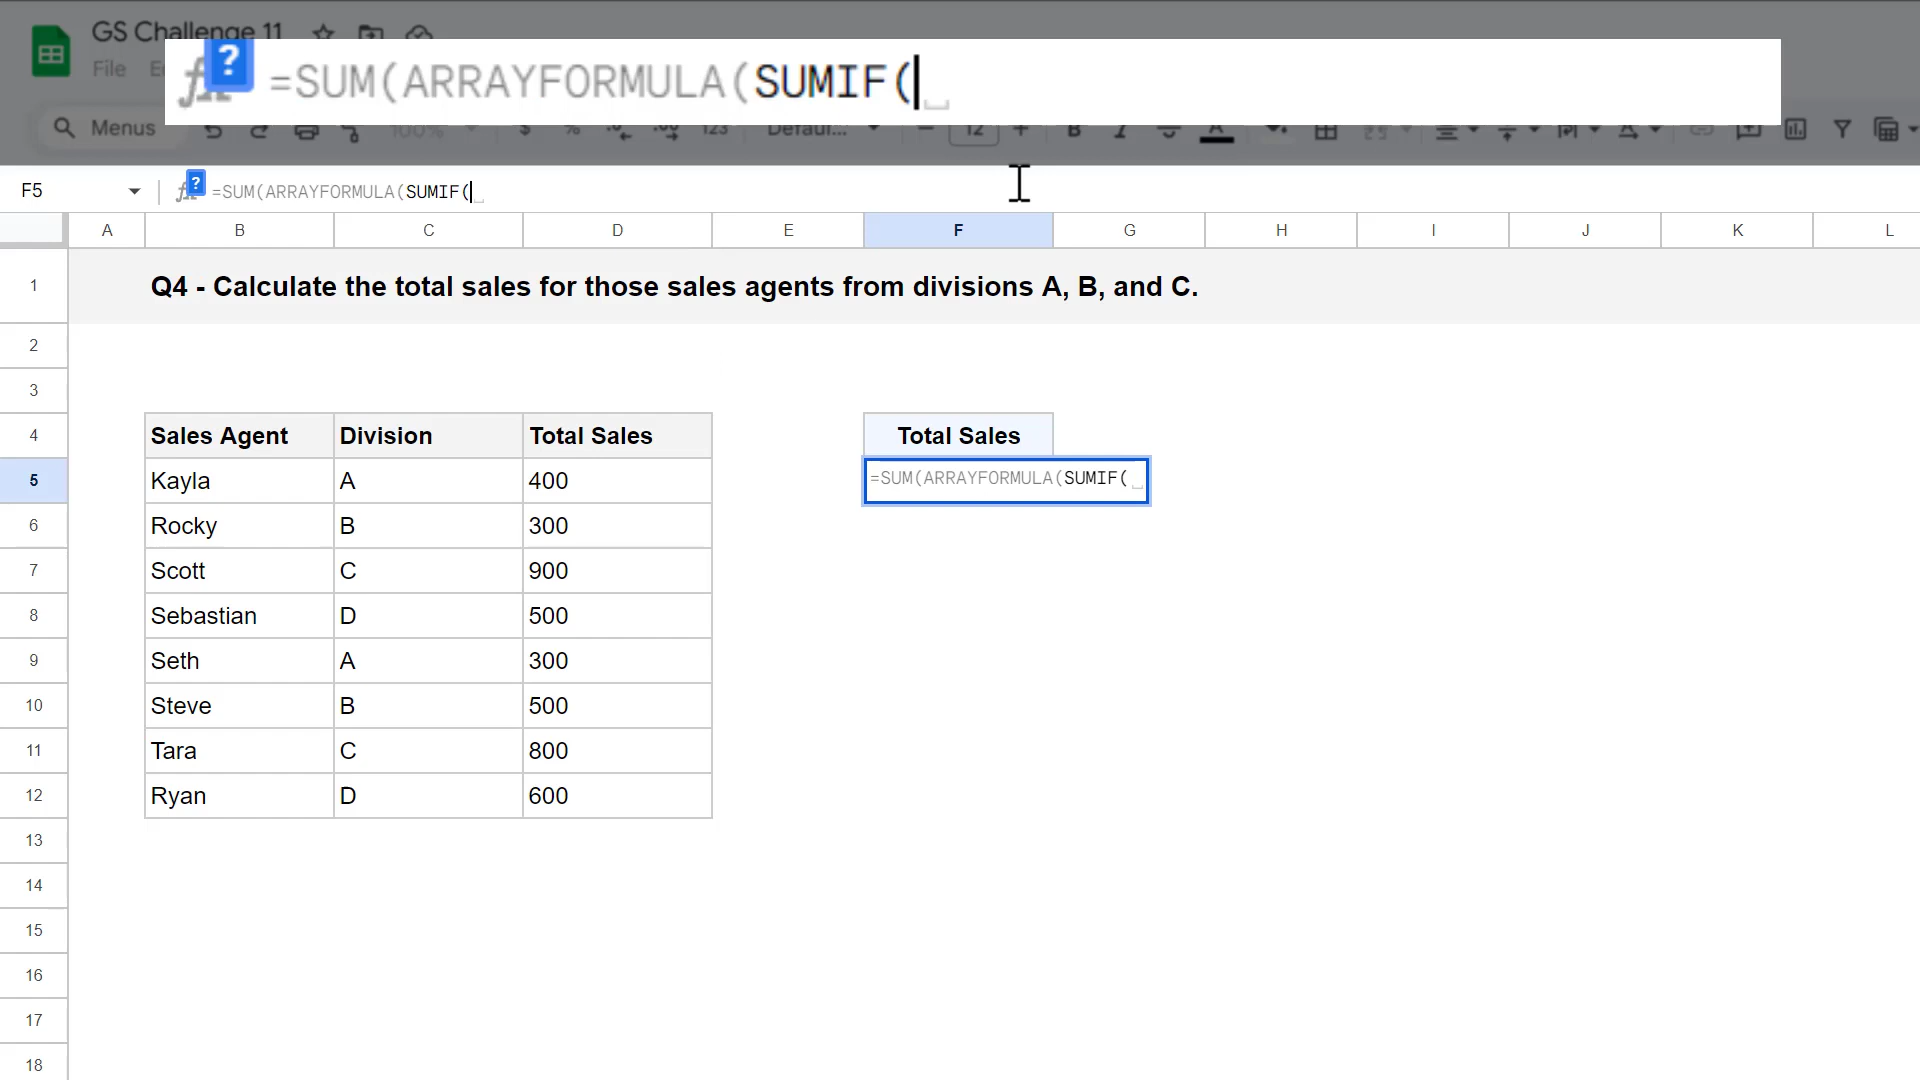 GS Challenge 11
File
=SUM(ARRAYFORMULA(SUMIF(
Menus
100%
$ % 123 Defaul... 12 B I A
F5 =SUM(ARRAYFORMULA(SUMIF(
A B C D E F G H I J K L
1 Q4 - Calculate the total sales for those sales agents from divisions A, B, and C.
2
3
4 Sales Agent Division Total Sales Total Sales
5 Kayla A 400 =SUM(ARRAYFORMULA(SUMIF(
6 Rocky B 300
7 Scott C 900
8 Sebastian D 500
9 Seth A 300
10 Steve B 500
11 Tara C 800
12 Ryan D 600
13
14
15
16
17
18